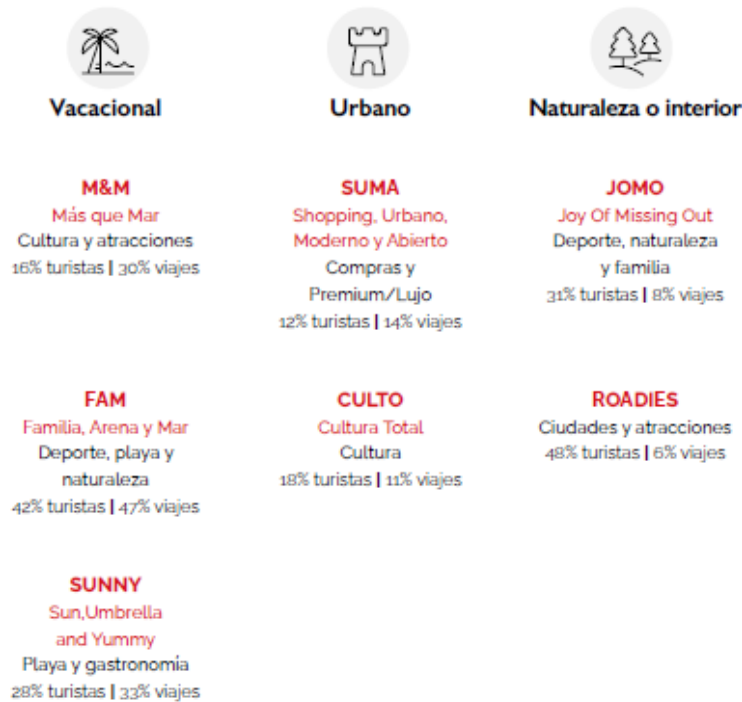 Vacacional
M&M
Más que Mar
Cultura y atracciones
16% turistas | 30% viajes
FAM
Familia, Arena y Mar
Deporte, playa y
naturaleza
42% turistas | 47% viajes
SUNNY
Sun,Umbrella
and Yummy
Playa y gastronomía
28% turistas | 33% viajes
Urbano
SUMA
Shopping, Urbano,
Moderno y Abierto
Compras y
Premium/Lujo
12% turistas | 14% viajes
CULTO
Cultura Total
Cultura
18% turistas | 11% viajes
Naturaleza o interior
JOMO
Joy Of Missing Out
Deporte, naturaleza
y familia
31% turistas | 8% viajes
ROADIES
Ciudades y atracciones
48% turistas | 6% viajes